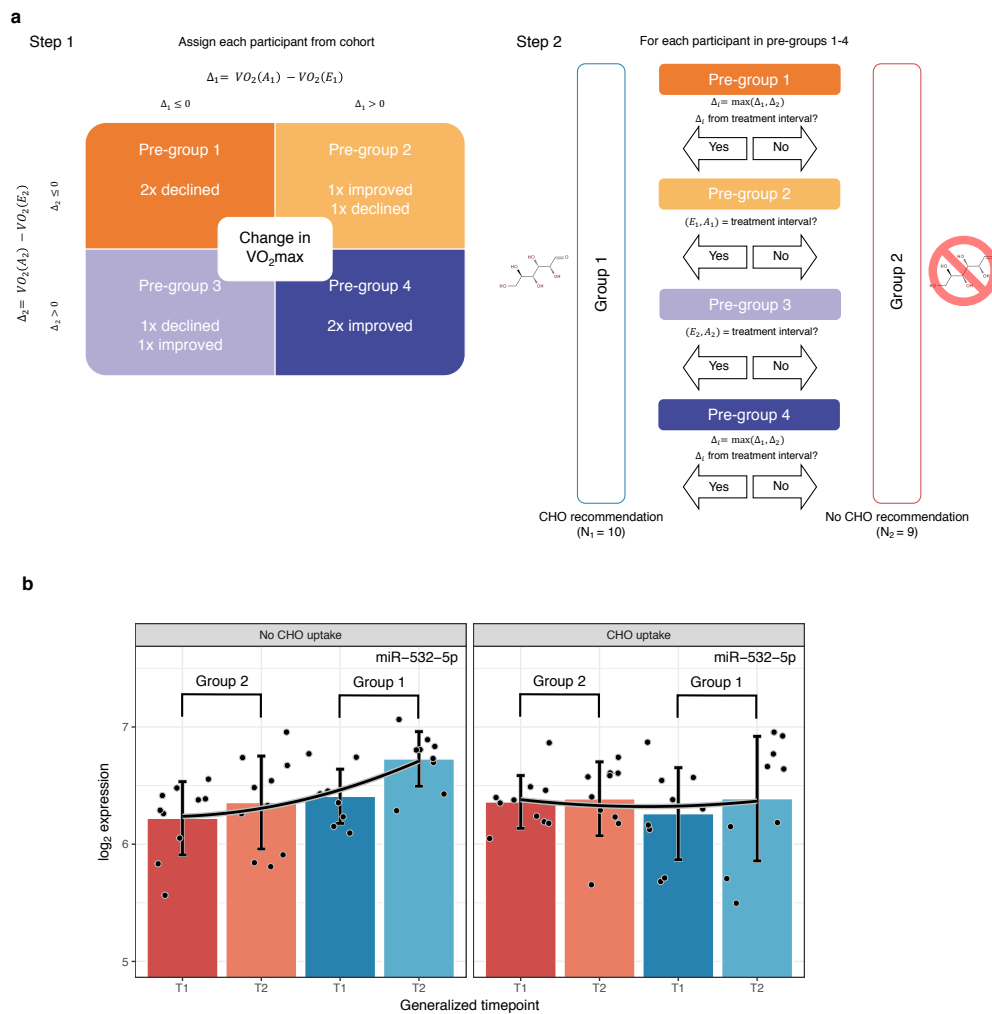 a
Step 1
Assign each participant from cohort
Δ₁= VO₂(A₁) − VO₂(E₁)
Δ₁ ≤ 0
Δ₁ > 0
Δ₂= VO₂(A₂) − VO₂(E₂)
Δ₂ ≤ 0
Δ₂ > 0
Pre-group 1
2x declined
Pre-group 2
1x improved
1x declined
Change in
VO₂max
Pre-group 3
1x declined
1x improved
Pre-group 4
2x improved
Step 2
For each participant in pre-groups 1-4
Group 1
Pre-group 1
Δᵢ = max(Δ₁, Δ₂)
Δᵢ from treatment interval?
Yes
No
Pre-group 2
(E₁, A₁) = treatment interval?
Yes
No
Pre-group 3
(E₂, A₂) = treatment interval?
Yes
No
Pre-group 4
Δᵢ = max(Δ₁, Δ₂)
Δᵢ from treatment interval?
Yes
No
Group 2
CHO recommendation
(N₁ = 10)
No CHO recommendation
(N₂ = 9)
b
No CHO uptake
CHO uptake
miR−532−5p
miR−532−5p
Group 2
Group 1
Group 2
Group 1
log₂ expression
7
6
5
T1
T2
T1
T2
T1
T2
T1
T2
Generalized timepoint